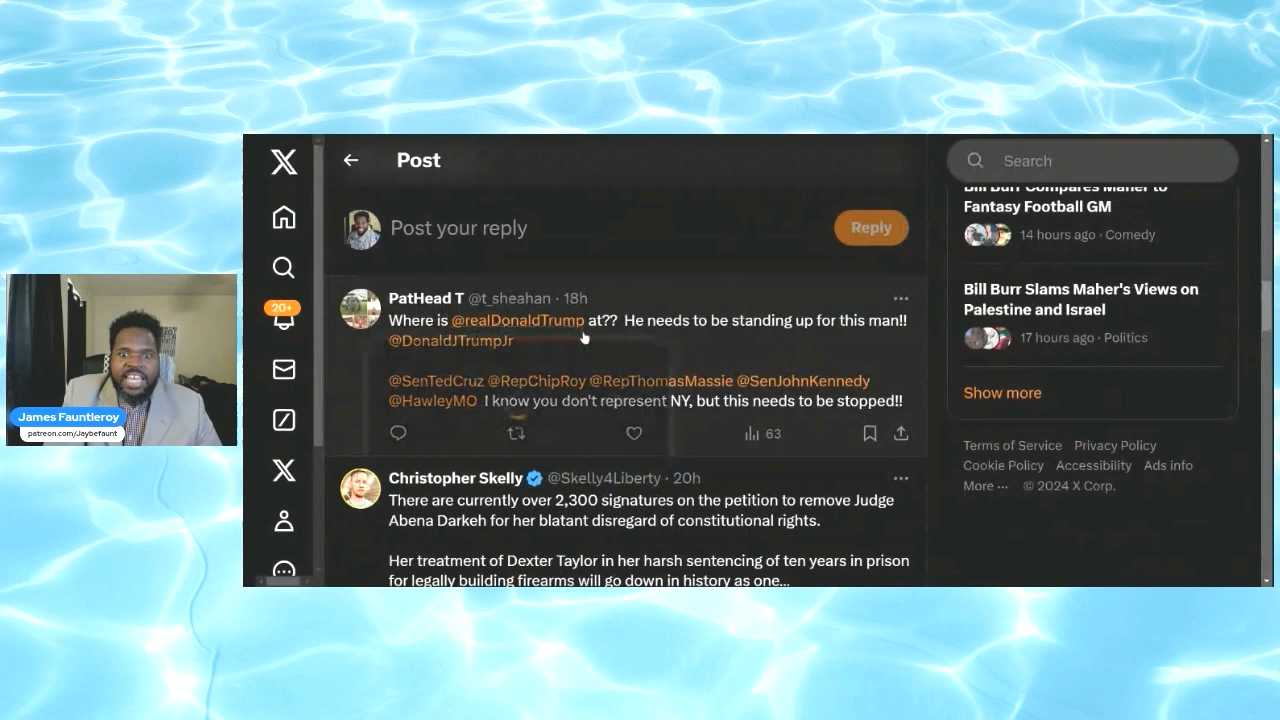 Post
Search
Post your reply
Reply
Bill Burr Compares Maher to
Fantasy Football GM
14 hours ago · Comedy
Bill Burr Slams Maher's Views on
Palestine and Israel
17 hours ago · Politics
Show more
Terms of Service Privacy Policy
Cookie Policy Accessibility Ads info
More ··· © 2024 X Corp.
20+
PatHead T @t_sheahan · 18h
Where is @realDonaldTrump at?? He needs to be standing up for this man!!
@DonaldJTrumpJr
@SenTedCruz @RepChipRoy @RepThomasMassie @SenJohnKennedy
@HawleyMO I know you don't represent NY, but this needs to be stopped!!
63
Christopher Skelly @Skelly4Liberty · 20h
There are currently over 2,300 signatures on the petition to remove Judge
Abena Darkeh for her blatant disregard of constitutional rights.
Her treatment of Dexter Taylor in her harsh sentencing of ten years in prison
for legally building firearms will go down in history as one...
James Fauntleroy
patreon.com/Jaybefaunt